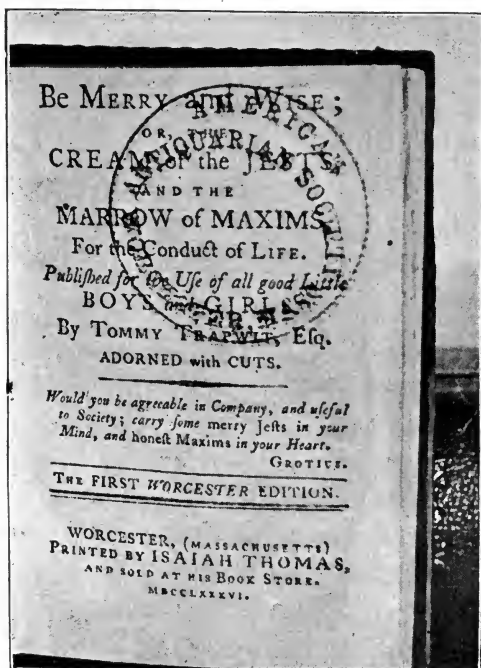 Be MERRY and WISE;
OR, THE
CREAM of the JESTS,
AND THE
MARROW of MAXIMS,
For the Conduct of LIFE.
Publiſhed for the Uſe of all good Little
BOYS and GIRLS.
By TOMMY TRAPWIT, Eſq.
ADORNED with CUTS.
Would you be agreeable in Company, and uſeful
to Society; carry ſome merry Jeſts in your
Mind, and honeſt Maxims in your Heart.
GROTIUS.
THE FIRST WORCESTER EDITION.
WORCESTER, (MASSACHUSETTS)
PRINTED BY ISAIAH THOMAS,
AND SOLD AT HIS BOOK STORE.
MDCCLXXXVI.
AMERICAN
ANTIQUARIAN SOCIETY